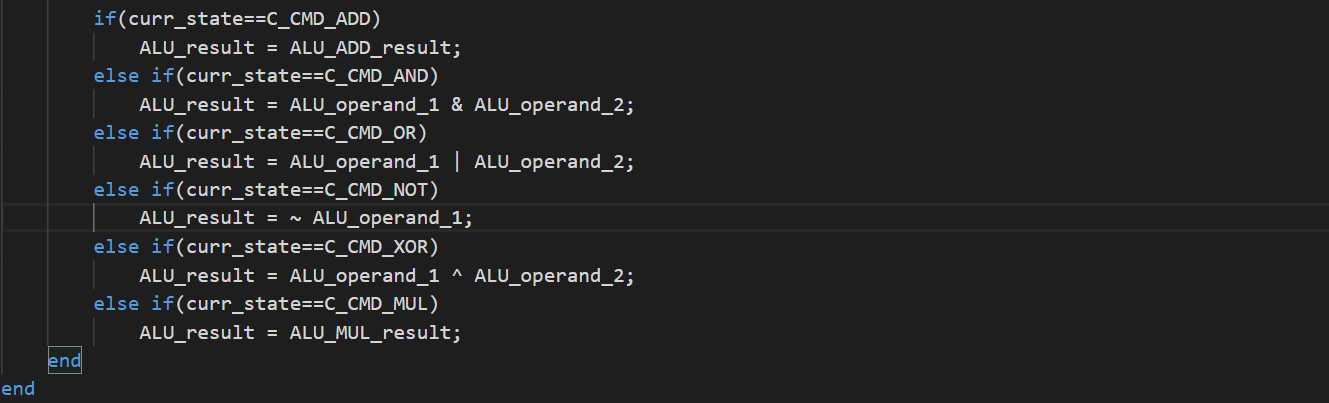 if(curr_state==C_CMD_ADD)
ALU_result = ALU_ADD_result;
else if(curr_state==C_CMD_AND)
ALU_result = ALU_operand_1 & ALU_operand_2;
else if(curr_state==C_CMD_OR)
ALU_result = ALU_operand_1 | ALU_operand_2;
else if(curr_state==C_CMD_NOT)
ALU_result = ~ ALU_operand_1;
else if(curr_state==C_CMD_XOR)
ALU_result = ALU_operand_1 ^ ALU_operand_2;
else if(curr_state==C_CMD_MUL)
ALU_result = ALU_MUL_result;
end
end